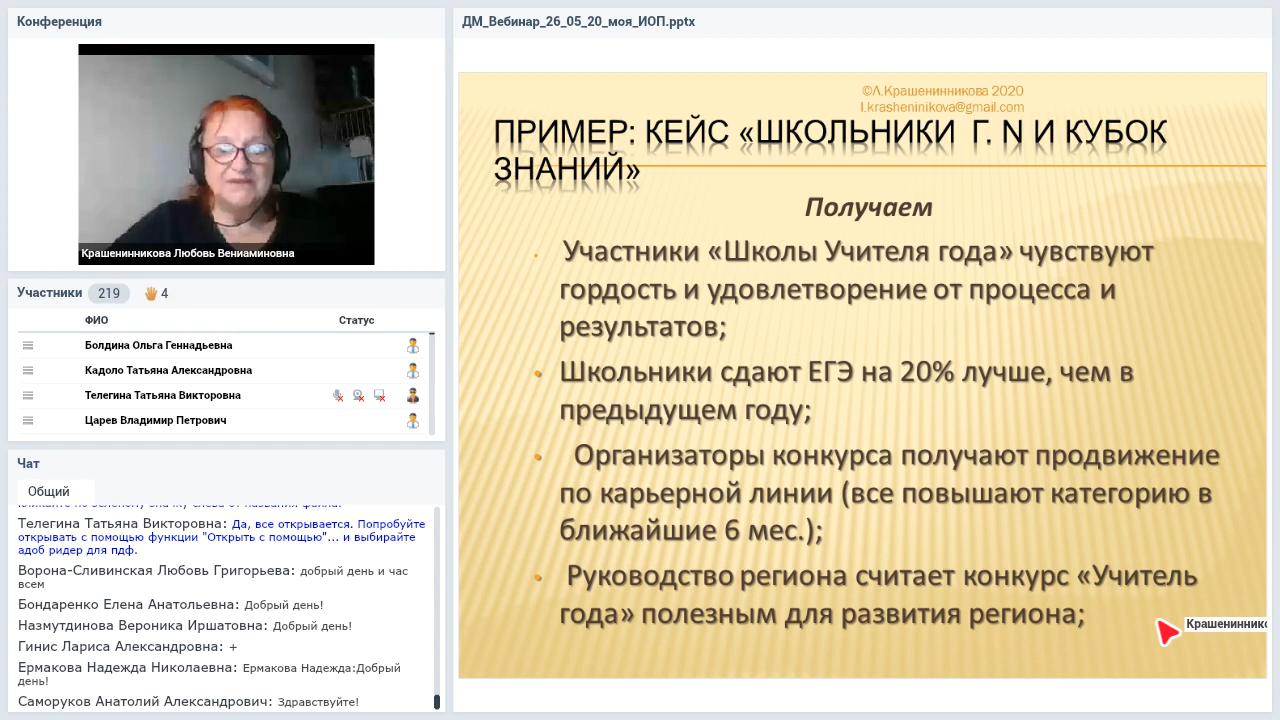 Конференция
Крашенинникова Любовь Вениаминовна
Участники 219 4
ФИО Статус
Болдина Ольга Геннадьевна
Кадоло Татьяна Александровна
Телегина Татьяна Викторовна
Царев Владимир Петрович
Чат
Общий
Телегина Татьяна Викторовна: Да, все открывается. Попробуйте
открывать с помощью функции "Открыть с помощью"... и выбирайте
адоб ридер для пдф.
Ворона-Сливинская Любовь Григорьева: добрый день и час
всем
Бондаренко Елена Анатольевна: Добрый день!
Назмутдинова Вероника Иршатовна: Добрый день!
Гинис Лариса Александровна: +
Ермакова Надежда Николаевна: Ермакова Надежда:Добрый
день!
Саморуков Анатолий Александрович: Здравствуйте!
ДМ_Вебинар_26_05_20_моя_ИОП.pptx
©Л.Крашенинникова 2020
l.krasheninikova@gmail.com
ПРИМЕР: КЕЙС «ШКОЛЬНИКИ Г. N И КУБОК
ЗНАНИЙ»
Получаем
Участники «Школы Учителя года» чувствуют
гордость и удовлетворение от процесса и
результатов;
Школьники сдают ЕГЭ на 20% лучше, чем в
предыдущем году;
Организаторы конкурса получают продвижение
по карьерной линии (все повышают категорию в
ближайшие 6 мес.);
Руководство региона считает конкурс «Учитель
года» полезным для развития региона;